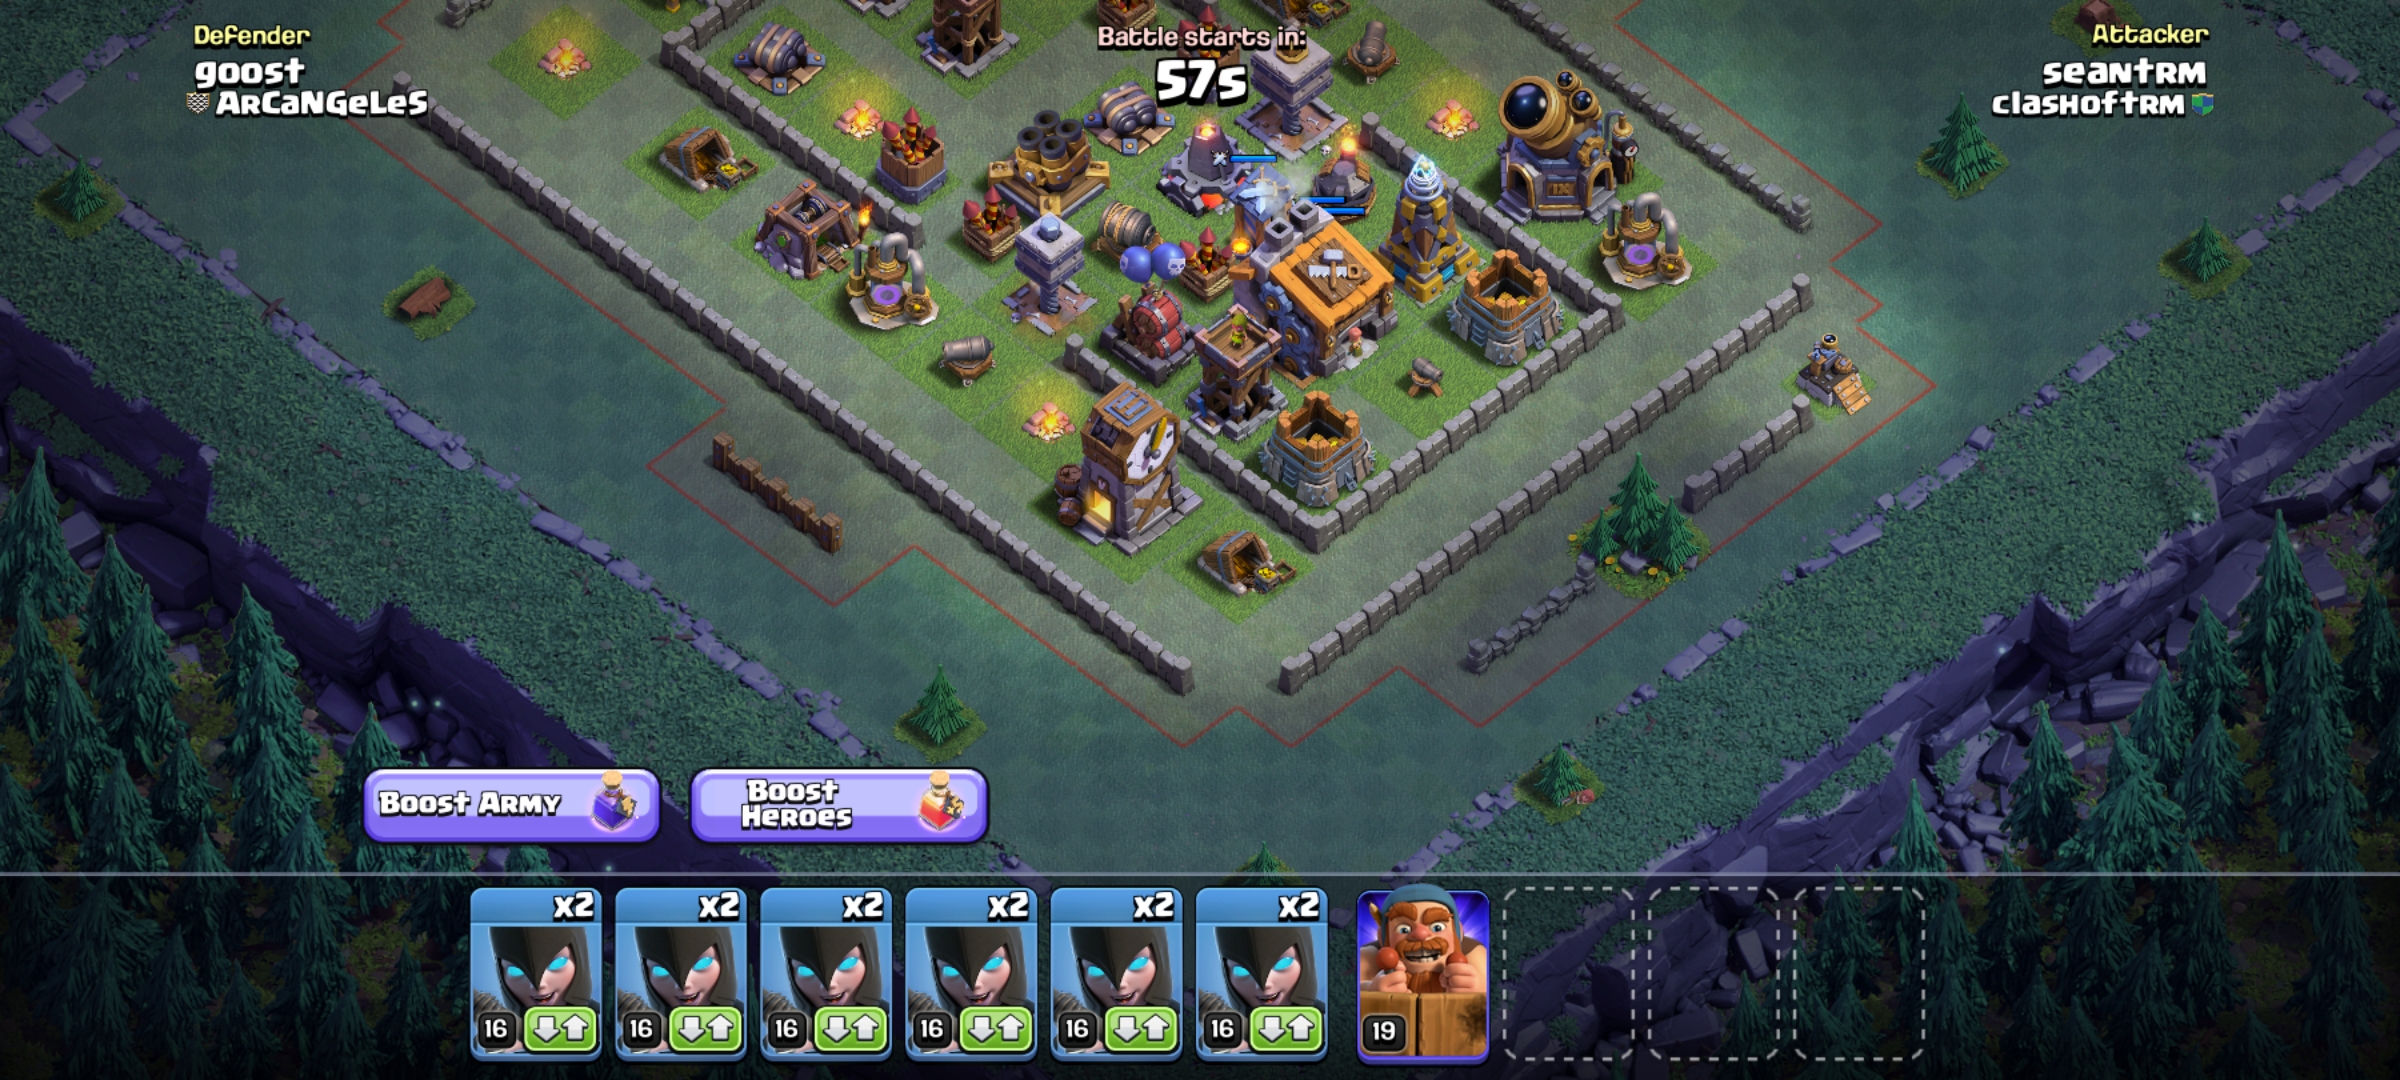 Defender
goost
ArCaNGeLeS
Battle starts in:
57s
Attacker
seantrm
clashoftrm
Boost Army
Boost
Heroes
x2
x2
x2
x2
x2
x2
16
16
16
16
16
16
19